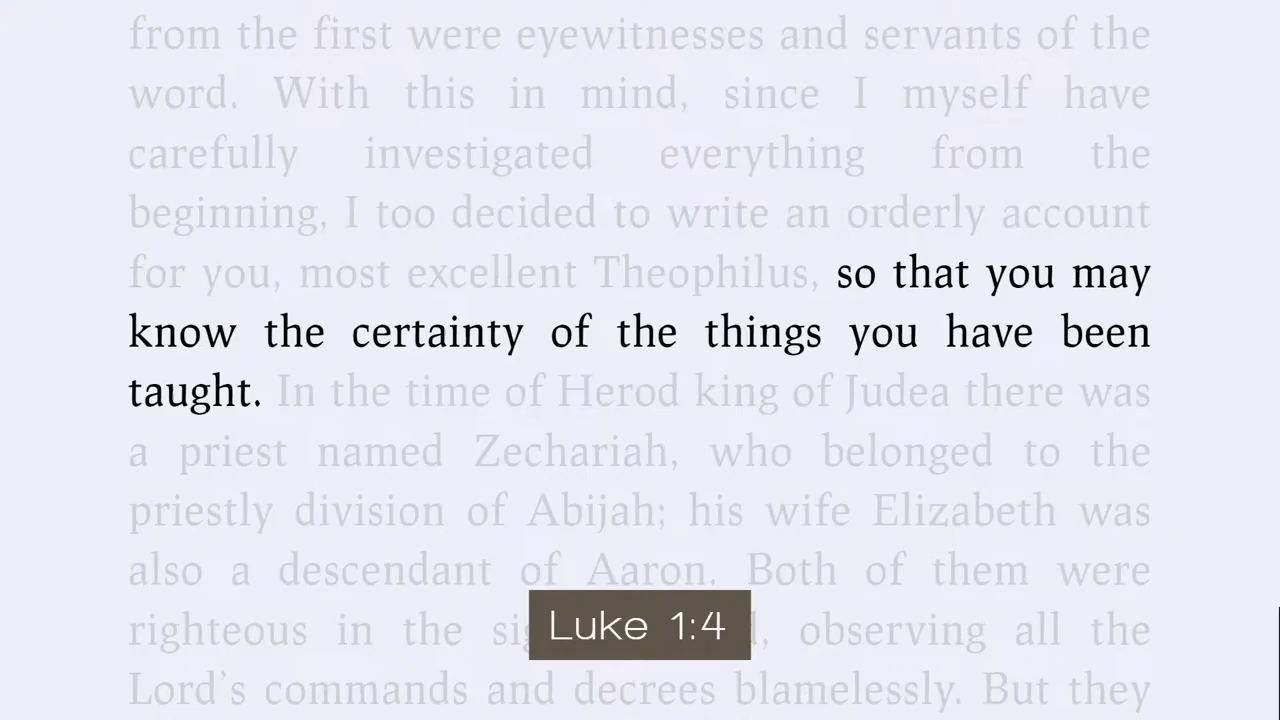 from the first were eyewitnesses and servants of the
word. With this in mind, since I myself have
carefully investigated everything from the
beginning, I too decided to write an orderly account
for you, most excellent Theophilus, so that you may
know the certainty of the things you have been
taught. In the time of Herod king of Judea there was
a priest named Zechariah, who belonged to the
priestly division of Abijah; his wife Elizabeth was
also a descendant of Aaron. Both of them were
righteous in the observing all the
Lord's commands and decrees blamelessly. But they
Luke 1:4